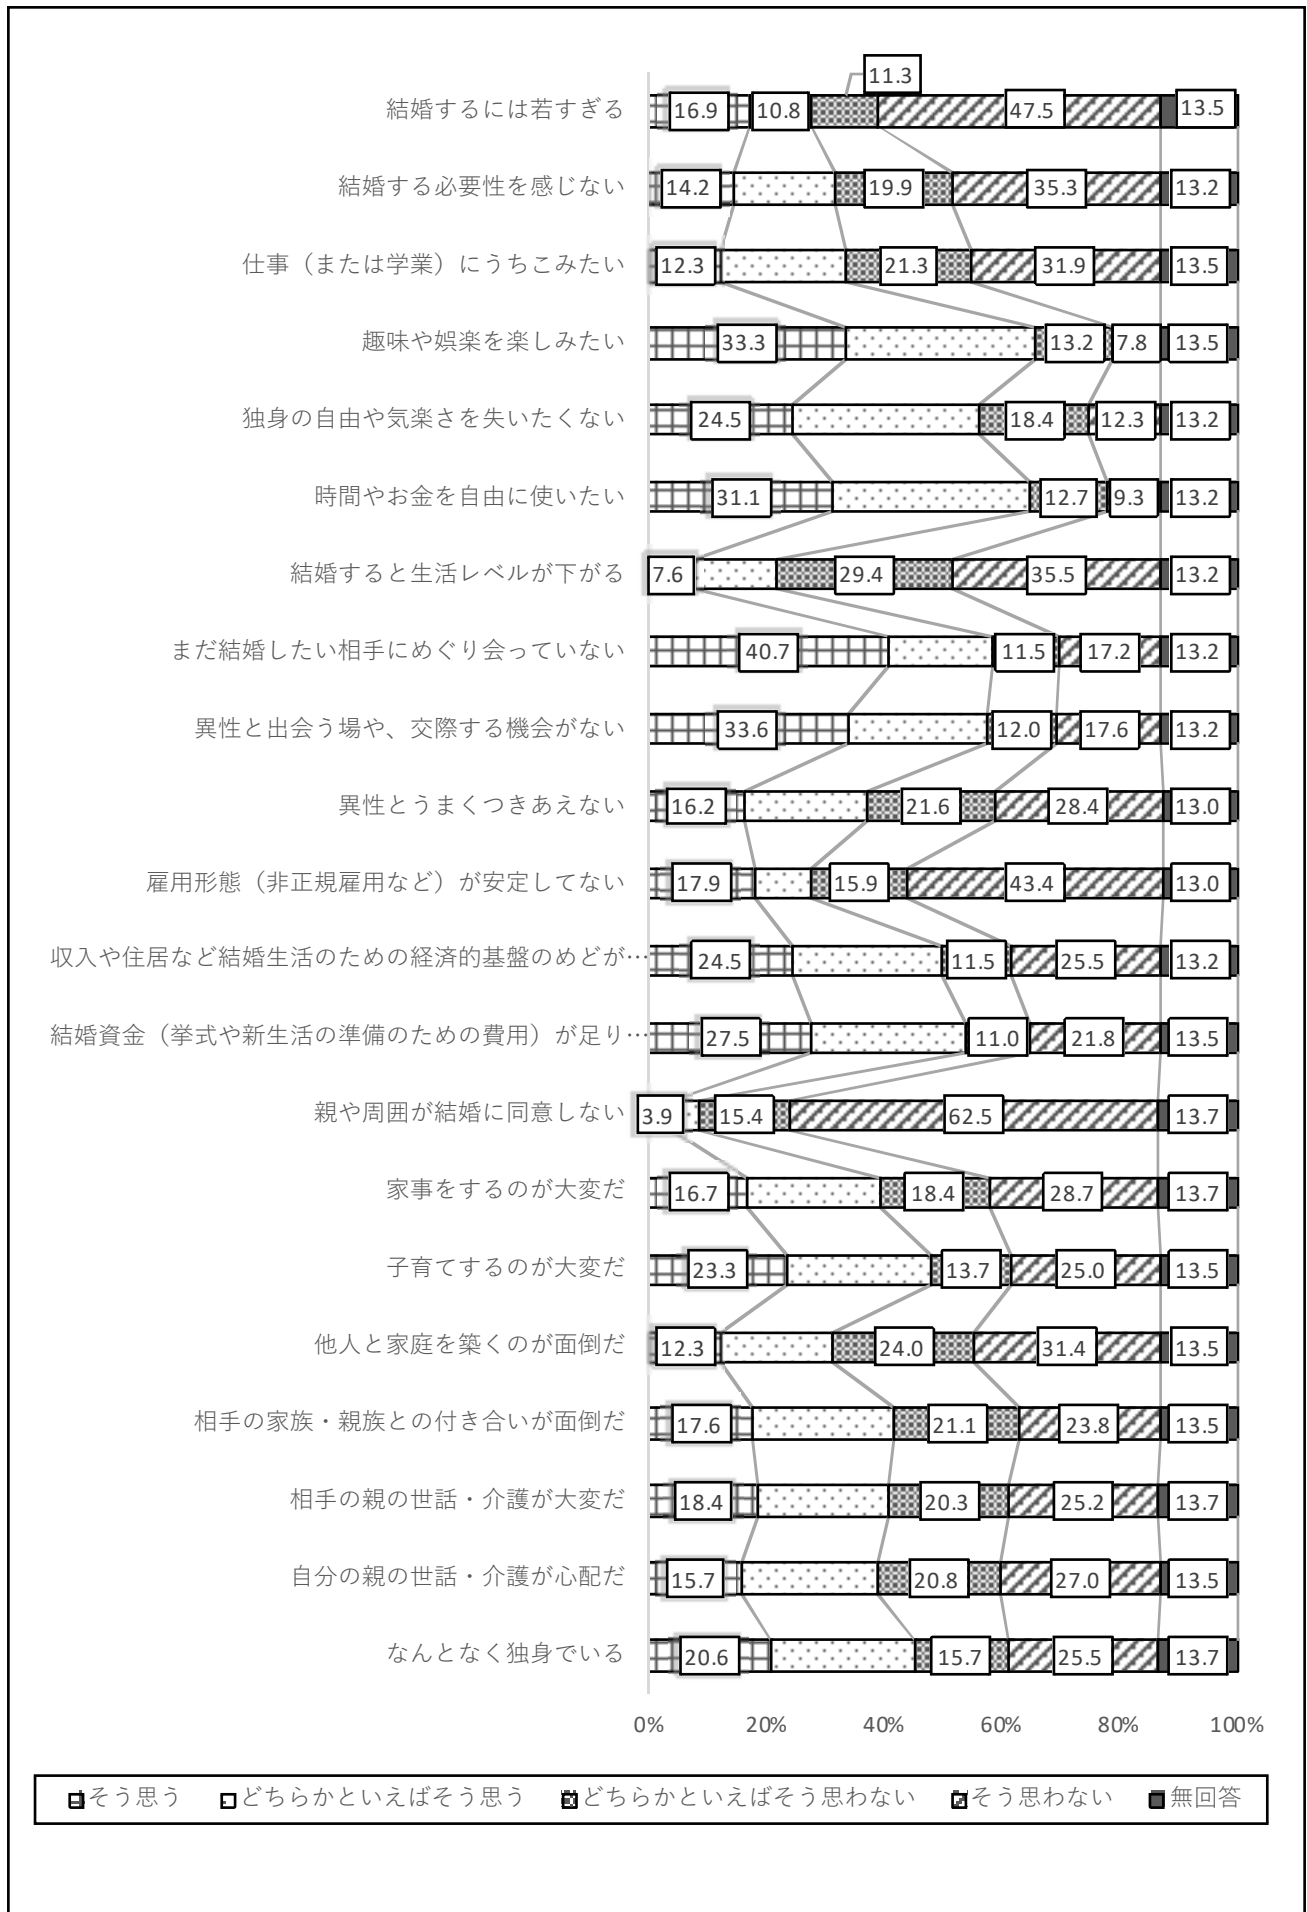 11.3
結婚するには若すぎる 16.9 10.8 47.5 13.5
結婚する必要性を感じない 14.2 19.9 35.3 13.2
仕事（または学業）にうちこみたい 12.3 21.3 31.9 13.5
趣味や娯楽を楽しみたい 33.3 13.2 7.8 13.5
独身の自由や気楽さを失いたくない 24.5 18.4 12.3 13.2
時間やお金を自由に使いたい 31.1 12.7 9.3 13.2
結婚すると生活レベルが下がる 7.6 29.4 35.5 13.2
まだ結婚したい相手にめぐり会っていない 40.7 11.5 17.2 13.2
異性と出会う場や、交際する機会がない 33.6 12.0 17.6 13.2
異性とうまくつきあえない 16.2 21.6 28.4 13.0
雇用形態（非正規雇用など）が安定してない 17.9 15.9 43.4 13.0
収入や住居など結婚生活のための経済的基盤のめどが… 24.5 11.5 25.5 13.2
結婚資金（挙式や新生活の準備のための費用）が足り… 27.5 11.0 21.8 13.5
親や周囲が結婚に同意しない 3.9 15.4 62.5 13.7
家事をするのが大変だ 16.7 18.4 28.7 13.7
子育てするのが大変だ 23.3 13.7 25.0 13.5
他人と家庭を築くのが面倒だ 12.3 24.0 31.4 13.5
相手の家族・親族との付き合いが面倒だ 17.6 21.1 23.8 13.5
相手の親の世話・介護が大変だ 18.4 20.3 25.2 13.7
自分の親の世話・介護が心配だ 15.7 20.8 27.0 13.5
なんとなく独身でいる 20.6 15.7 25.5 13.7
0% 20% 40% 60% 80% 100%
そう思う どちらかといえばそう思う どちらかといえばそう思わない そう思わない 無回答